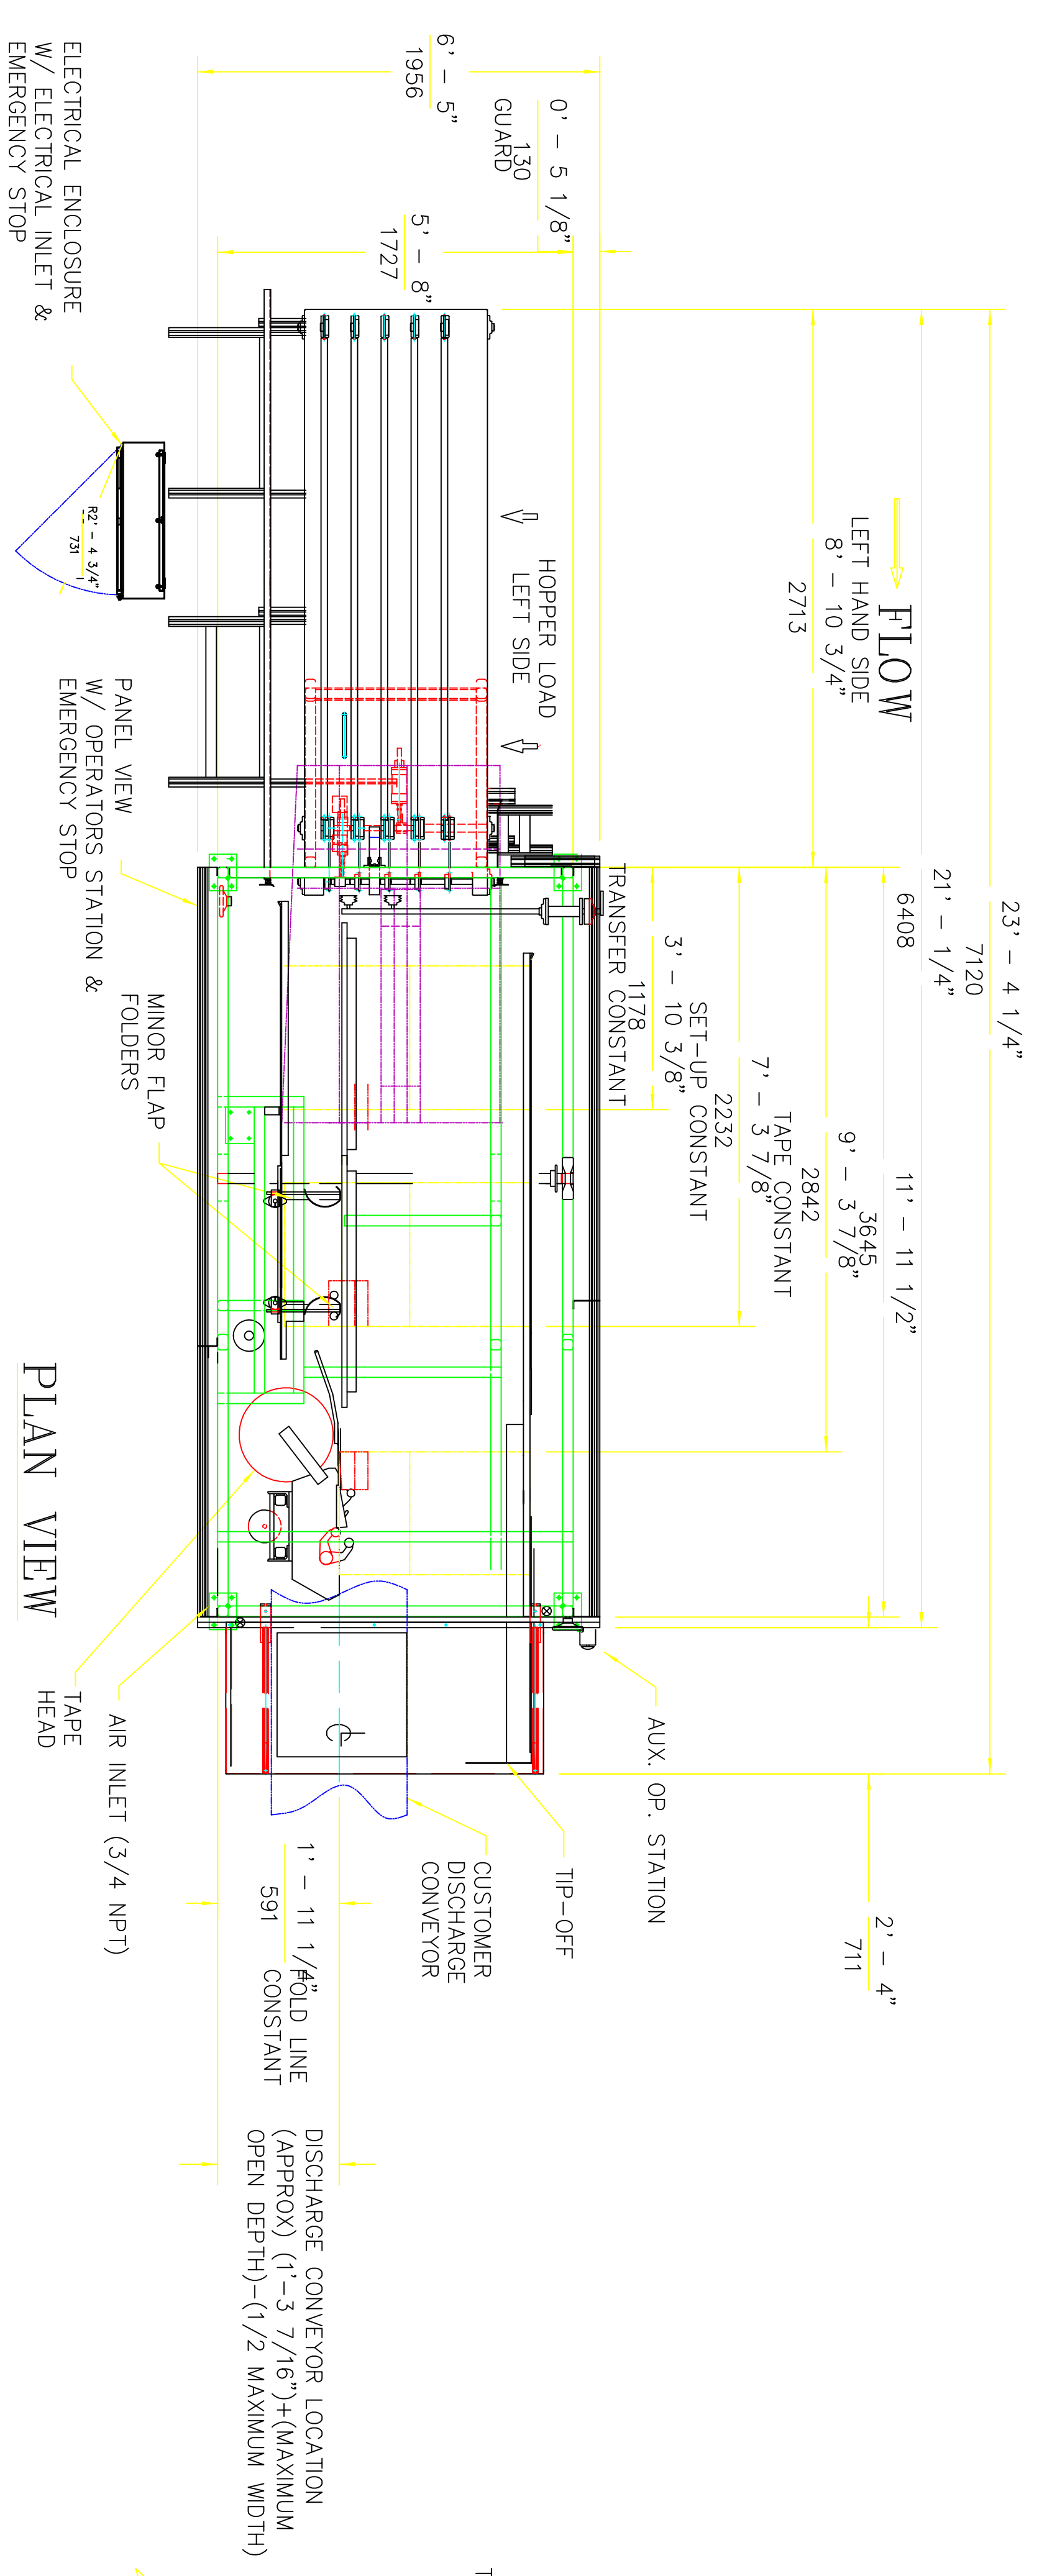 23' - 4 1/4"
7120
21' - 1/4"
6408
2' - 4"
711
FLOW
LEFT HAND SIDE
8' - 10 3/4"
2713
11' - 11 1/2"
3645
9' - 3 7/8"
2842
TAPE CONSTANT
7' - 3 7/8"
2232
SET-UP CONSTANT
3' - 10 3/8"
1178
TRANSFER CONSTANT
AUX. OP. STATION
TIP-OFF
CUSTOMER
DISCHARGE
CONVEYOR
0' - 5 1/8"
130
GUARD
6' - 5"
1956
5' - 8"
1727
HOPPER LOAD
LEFT SIDE
1' - 11 1/4"
591
FOLD LINE
CONSTANT
DISCHARGE CONVEYOR LOCATION
(APPROX) (1'-3 7/16")+(MAXIMUM
OPEN DEPTH)-(1/2 MAXIMUM WIDTH)
R2' - 4 3/4"
731
ELECTRICAL ENCLOSURE
W/ ELECTRICAL INLET &
EMERGENCY STOP
PANEL VIEW
W/ OPERATORS STATION &
EMERGENCY STOP
MINOR FLAP
FOLDERS
AIR INLET (3/4 NPT)
TAPE
HEAD
PLAN VIEW